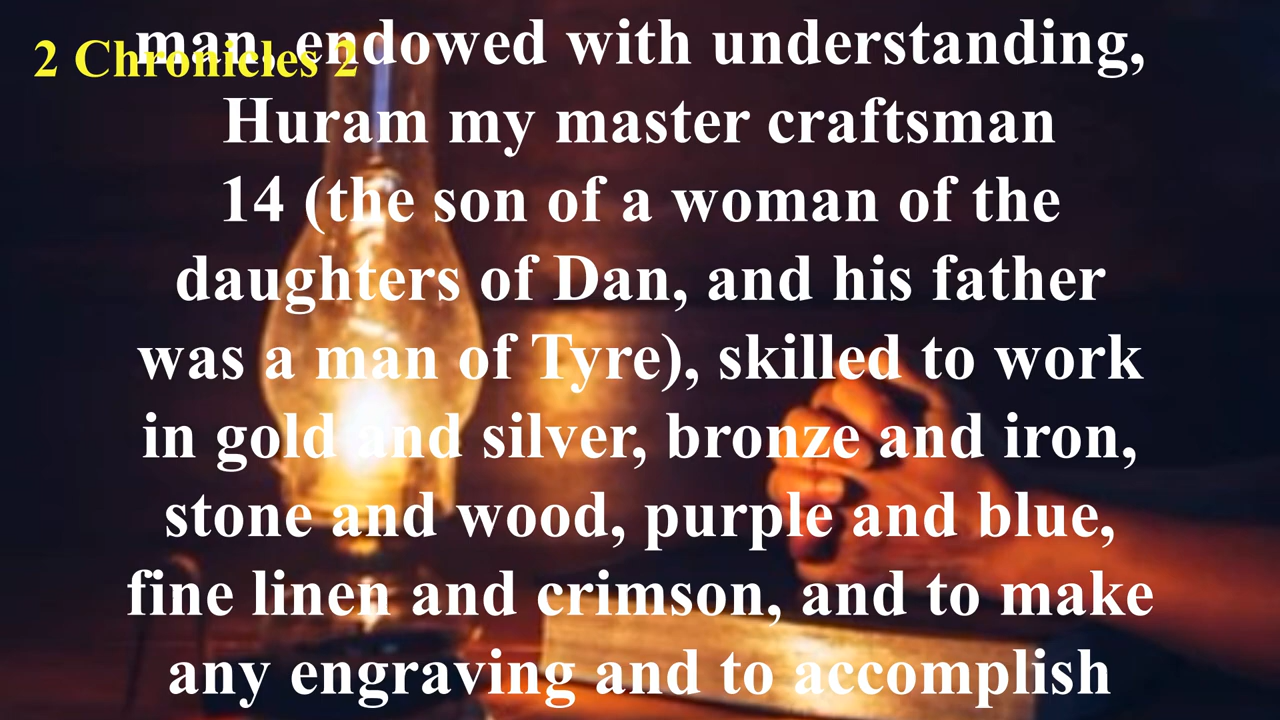 2 Chronicles 2
man, endowed with understanding,
Huram my master craftsman
14 (the son of a woman of the
daughters of Dan, and his father
was a man of Tyre), skilled to work
in gold and silver, bronze and iron,
stone and wood, purple and blue,
fine linen and crimson, and to make
any engraving and to accomplish